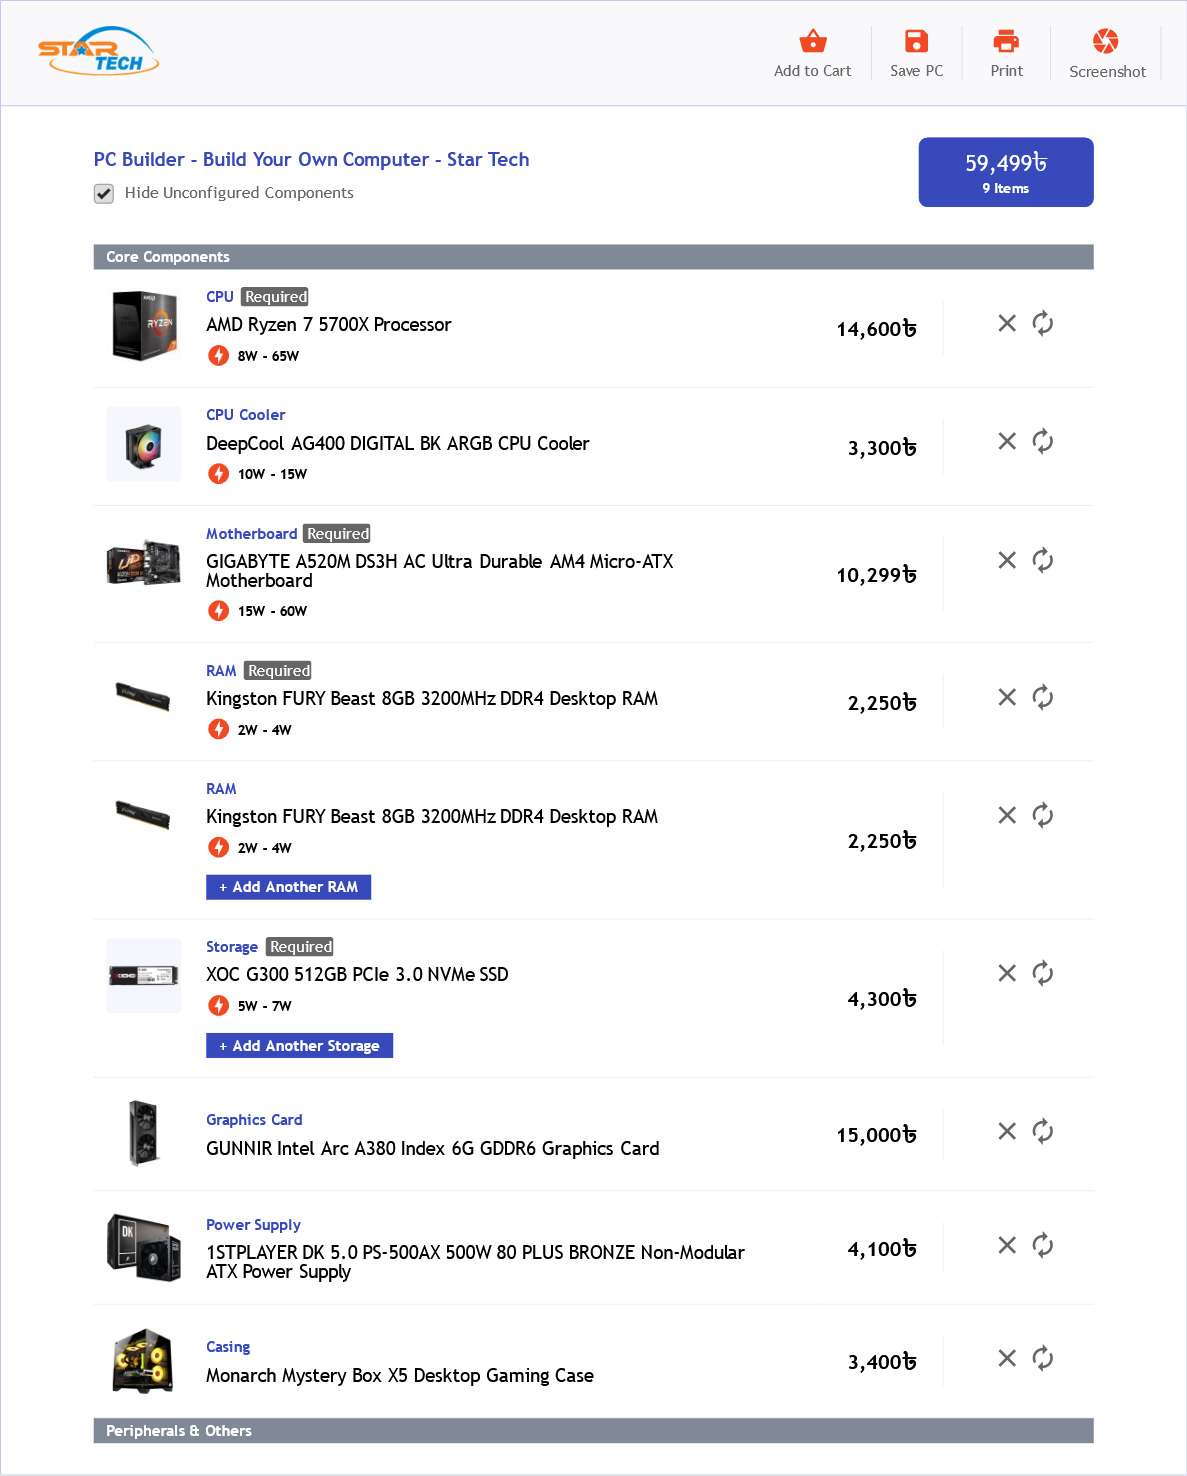 STAR
TECH
Add to Cart
Save PC
Print
Screenshot
PC Builder - Build Your Own Computer - Star Tech
Hide Unconfigured Components
59,499৳
9 Items
Core Components
CPU Required
AMD Ryzen 7 5700X Processor
8W - 65W
14,600৳
CPU Cooler
DeepCool AG400 DIGITAL BK ARGB CPU Cooler
10W - 15W
3,300৳
Motherboard Required
GIGABYTE A520M DS3H AC Ultra Durable AM4 Micro-ATX
Motherboard
15W - 60W
10,299৳
RAM Required
Kingston FURY Beast 8GB 3200MHz DDR4 Desktop RAM
2W - 4W
2,250৳
RAM
Kingston FURY Beast 8GB 3200MHz DDR4 Desktop RAM
2W - 4W
2,250৳
+ Add Another RAM
Storage Required
XOC G300 512GB PCIe 3.0 NVMe SSD
5W - 7W
4,300৳
+ Add Another Storage
Graphics Card
GUNNIR Intel Arc A380 Index 6G GDDR6 Graphics Card
15,000৳
Power Supply
1STPLAYER DK 5.0 PS-500AX 500W 80 PLUS BRONZE Non-Modular
ATX Power Supply
4,100৳
Casing
Monarch Mystery Box X5 Desktop Gaming Case
3,400৳
Peripherals & Others
RYZEN
DK